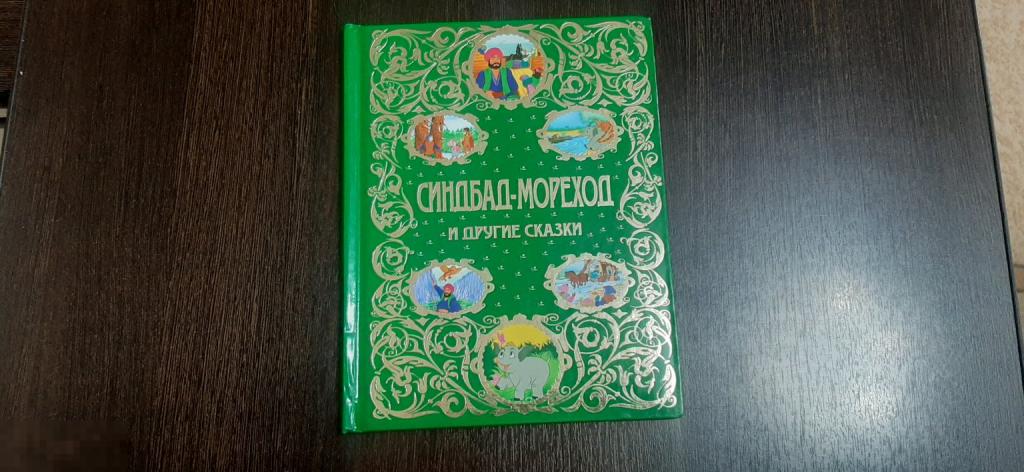 СИНДБАД-МОРЕХОД
И ДРУГИЕ СКАЗКИ